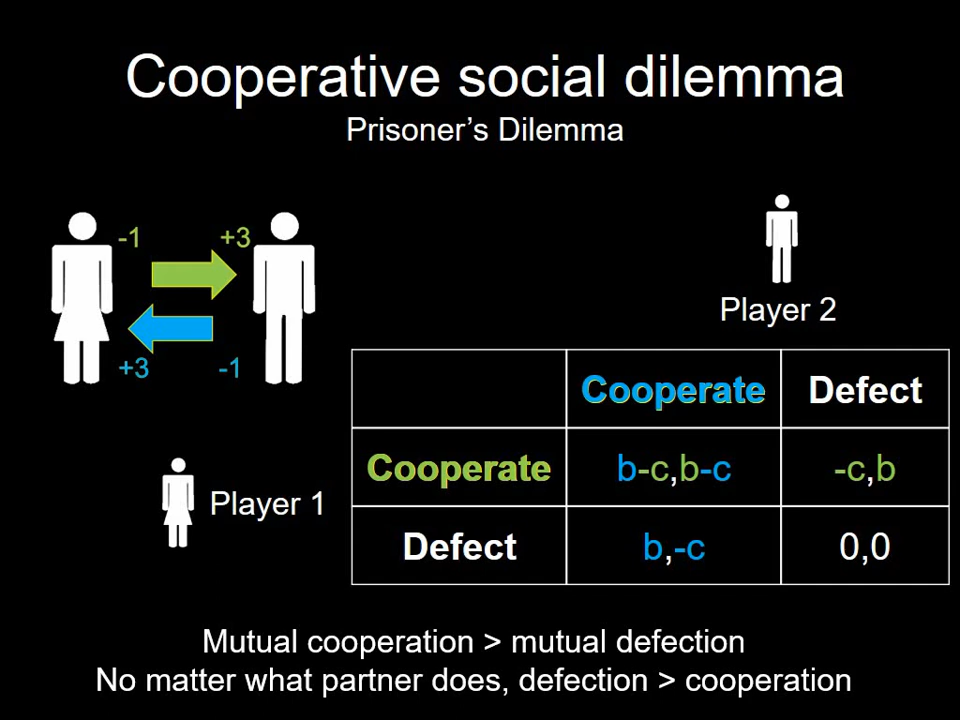 Cooperative social dilemma
Prisoner's Dilemma
-1 +3
+3 -1
Player 2
Player 1
Cooperate Defect
Cooperate b-c,b-c -c,b
Defect b,-c 0,0
Mutual cooperation > mutual defection
No matter what partner does, defection > cooperation